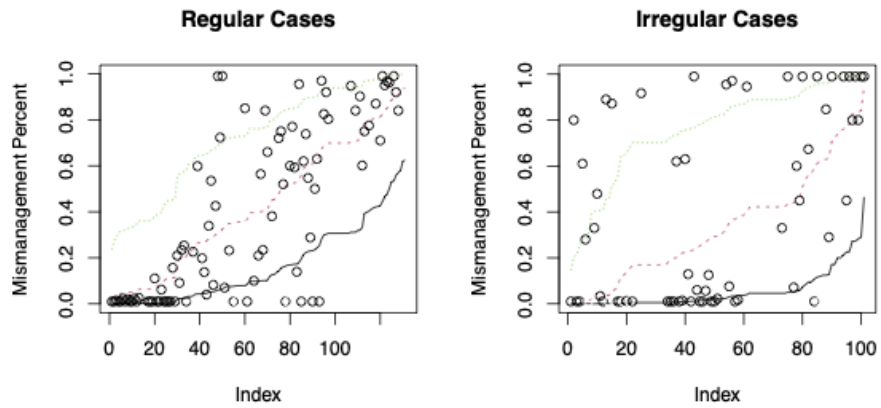 Regular Cases
Mismanagement Percent
0.0 0.2 0.4 0.6 0.8 1.0
0 20 40 60 80 100
Index
Irregular Cases
Mismanagement Percent
0.0 0.2 0.4 0.6 0.8 1.0
0 20 40 60 80 100
Index